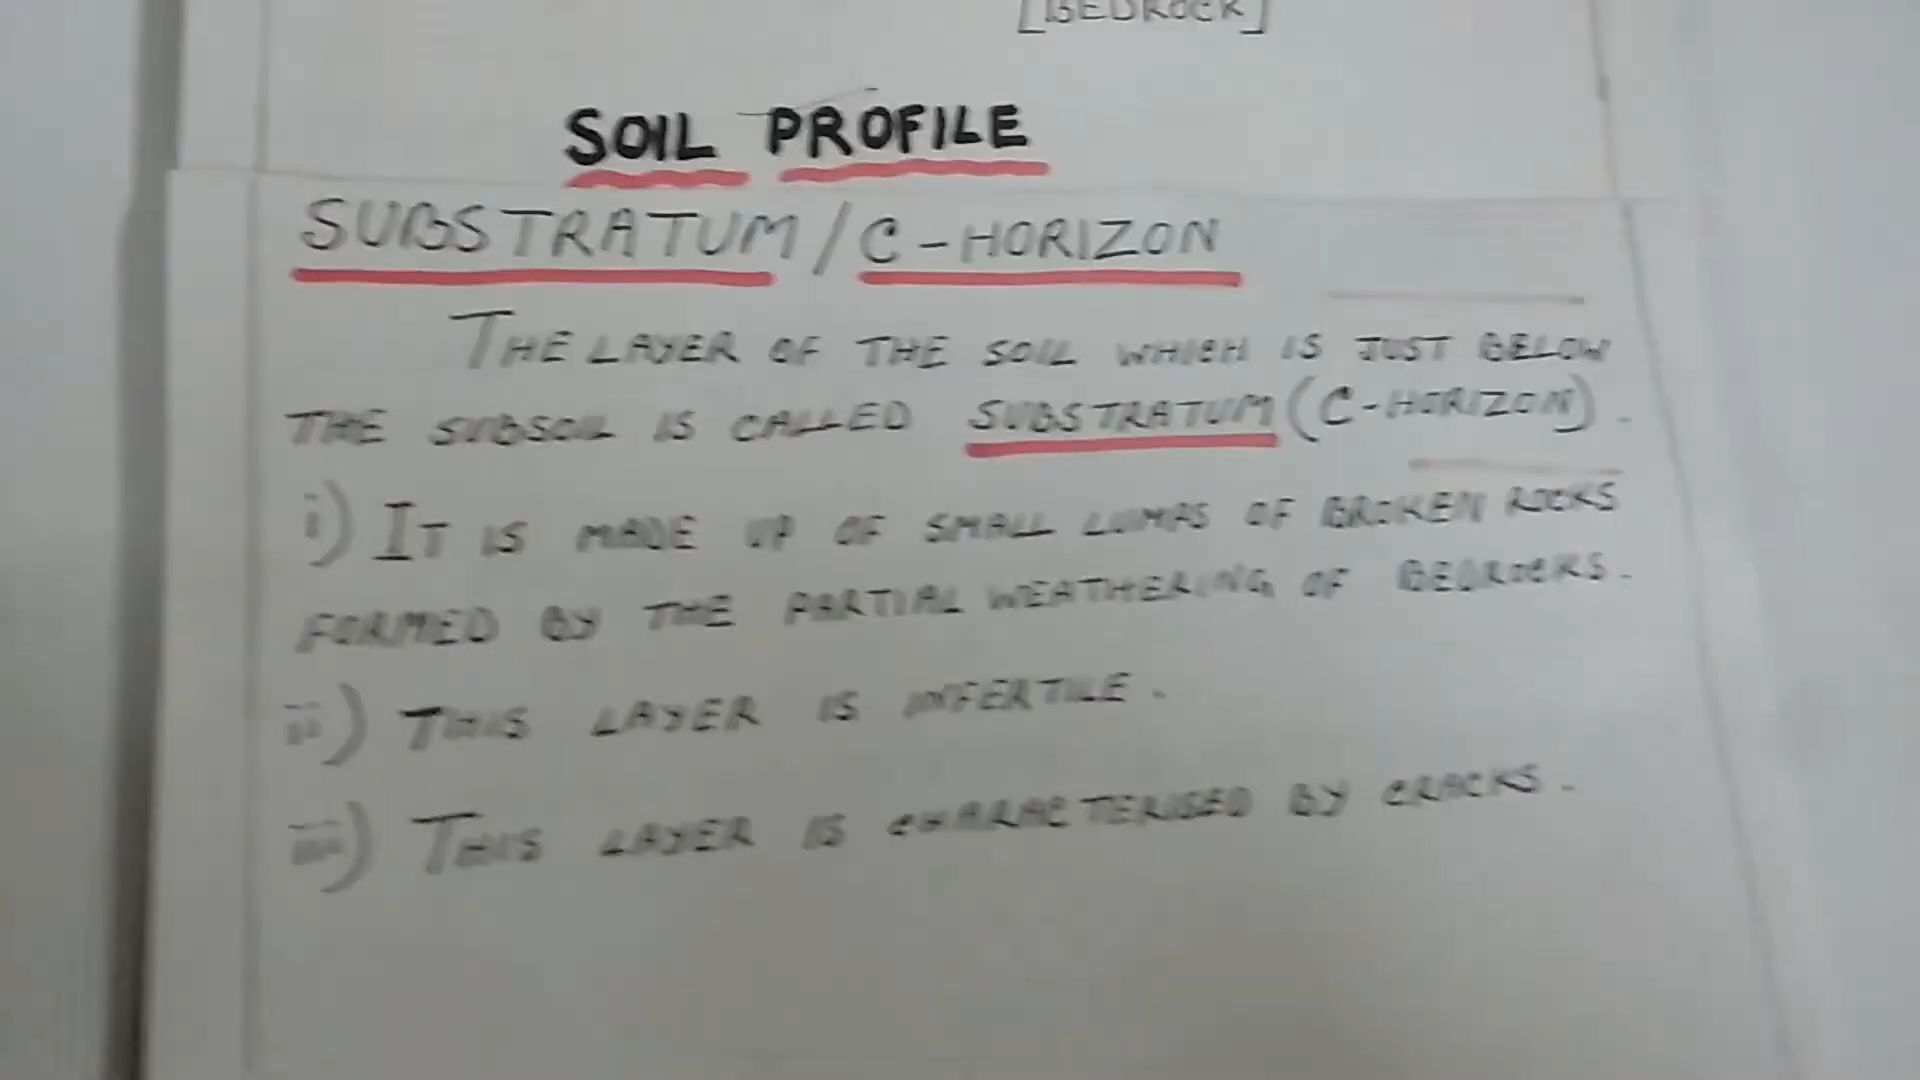 [BEDROCK]
SOIL PROFILE
SUBSTRATUM/C-HORIZON
THE LAYER OF THE SOIL WHICH IS JUST BELOW
THE SUBSOIL IS CALLED SUBSTRATUM (C-HORIZON).
i) IT IS MADE UP OF SMALL LUMPS OF BROKEN ROCKS
FORMED BY THE PARTIAL WEATHERING OF BEDROCKS.
ii) THIS LAYER IS INFERTILE.
iii) THIS LAYER IS CHARACTERISED BY CRACKS.